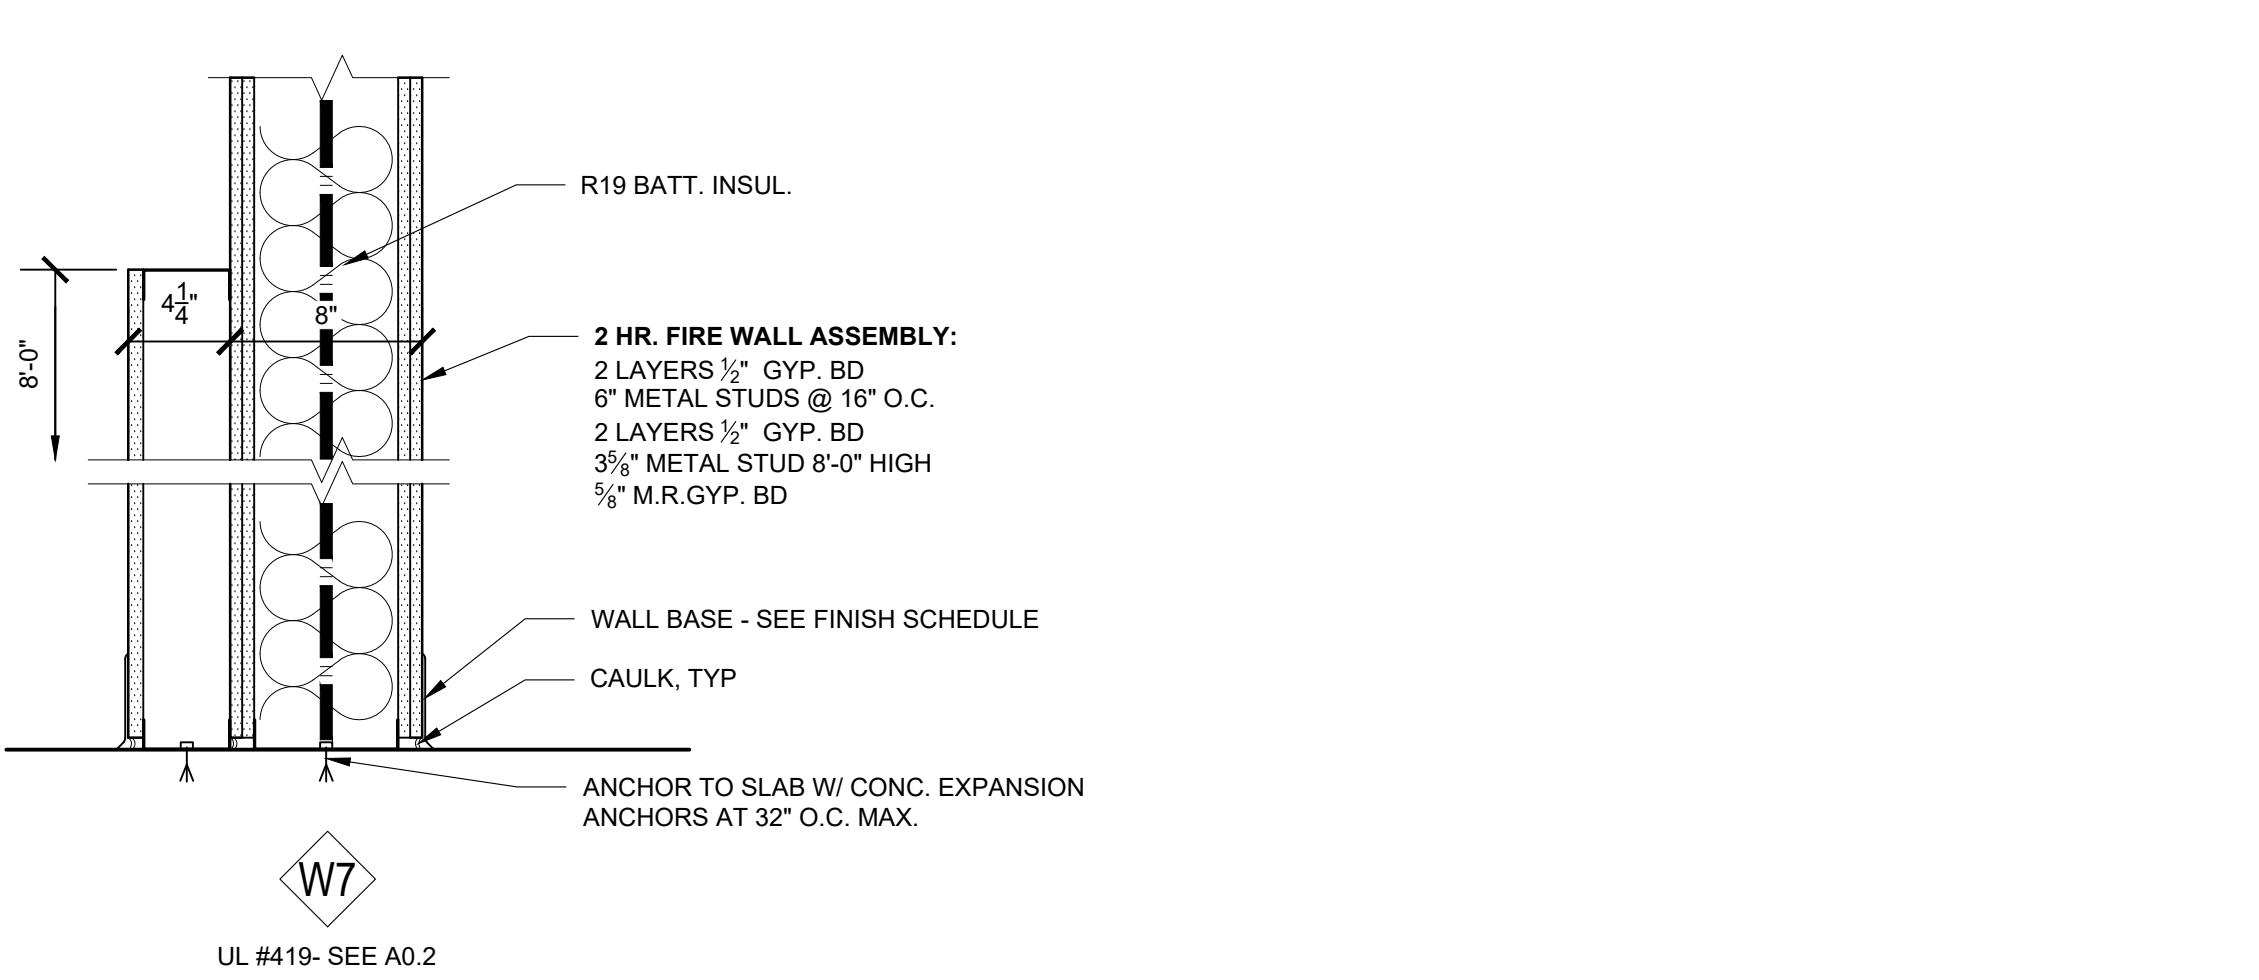 R19 BATT. INSUL.
4 1/4"
8"
8'-0"
2 HR. FIRE WALL ASSEMBLY:
2 LAYERS ½" GYP. BD
6" METAL STUDS @ 16" O.C.
2 LAYERS ½" GYP. BD
3⅝" METAL STUD 8'-0" HIGH
⅝" M.R.GYP. BD
WALL BASE - SEE FINISH SCHEDULE
CAULK, TYP
ANCHOR TO SLAB W/ CONC. EXPANSION
ANCHORS AT 32" O.C. MAX.
W7
UL #419- SEE A0.2